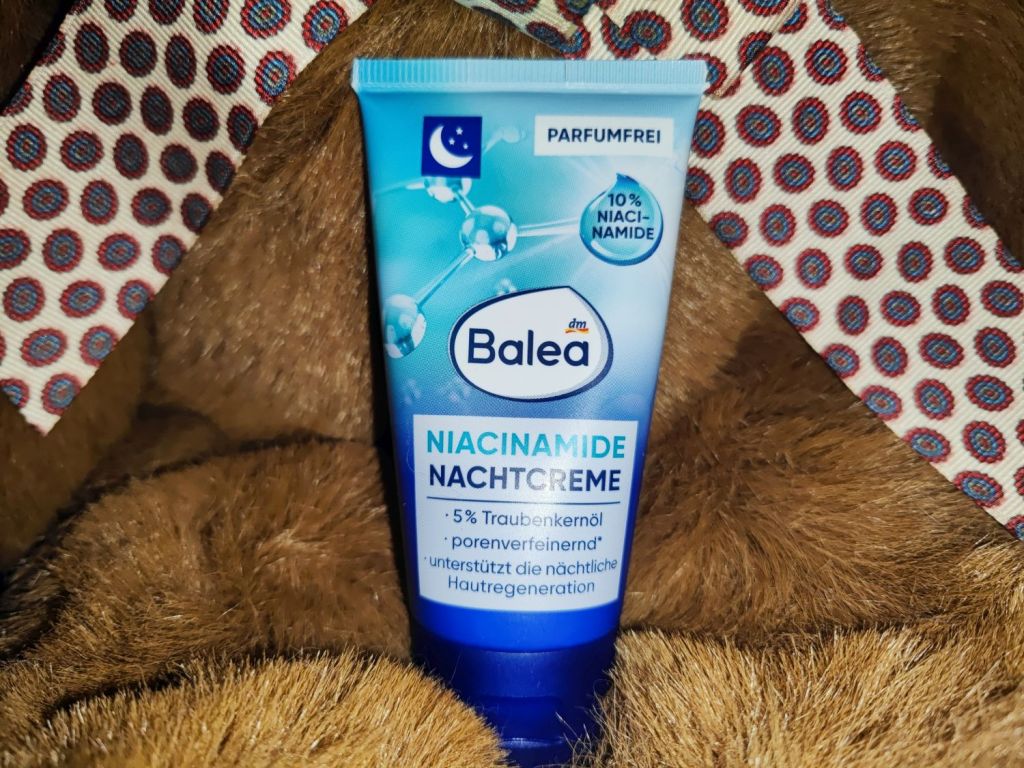 PARFUMFREI
10%
NIACI-
NAMIDE
dm
Balea
NIACINAMIDE
NACHTCREME
· 5% Traubenkernöl
· porenverfeinernd*
· unterstützt die nächtliche
Hautregeneration